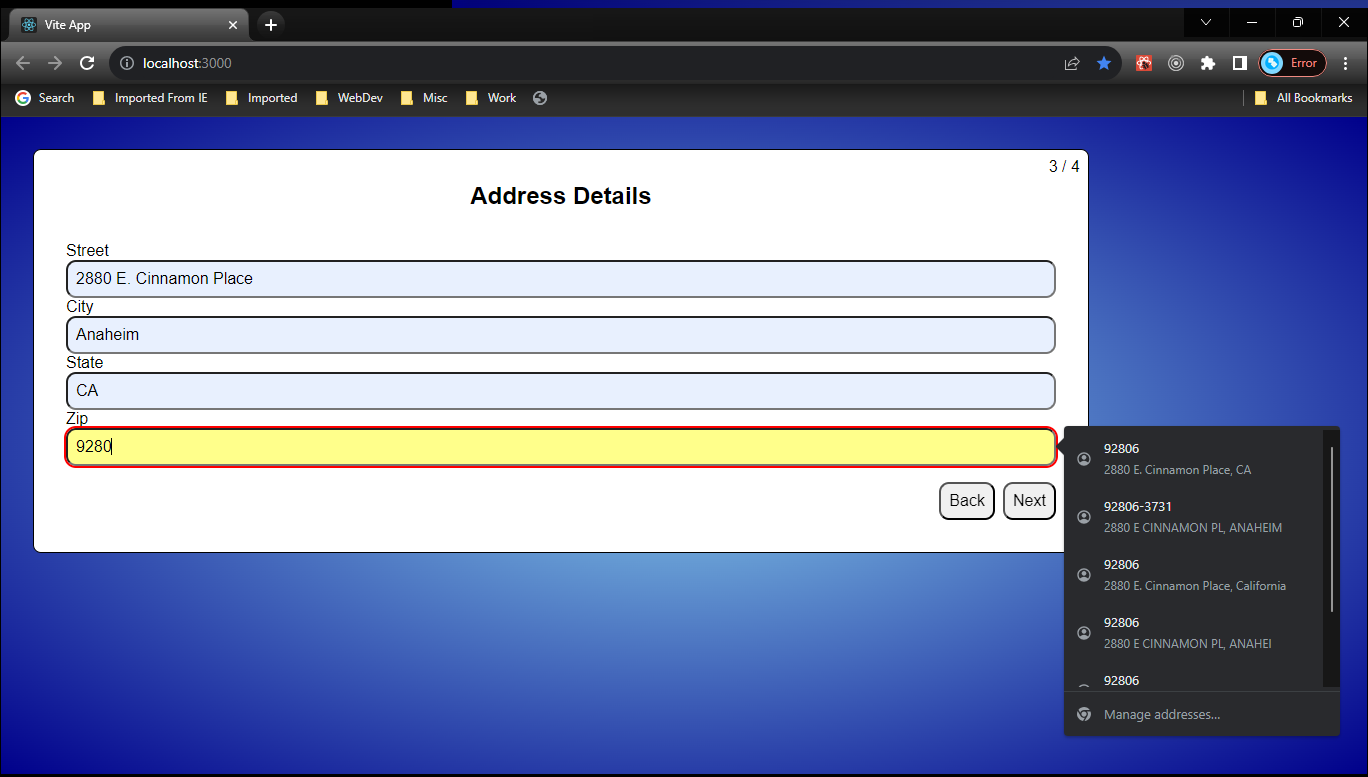 Vite App
localhost:3000
Error
Search Imported From IE Imported WebDev Misc Work All Bookmarks
3 / 4
Address Details
Street
2880 E. Cinnamon Place
City
Anaheim
State
CA
Zip
9280
Back Next
92806
2880 E. Cinnamon Place, CA
92806-3731
2880 E CINNAMON PL, ANAHEIM
92806
2880 E. Cinnamon Place, California
92806
2880 E CINNAMON PL, ANAHEI
92806
Manage addresses...